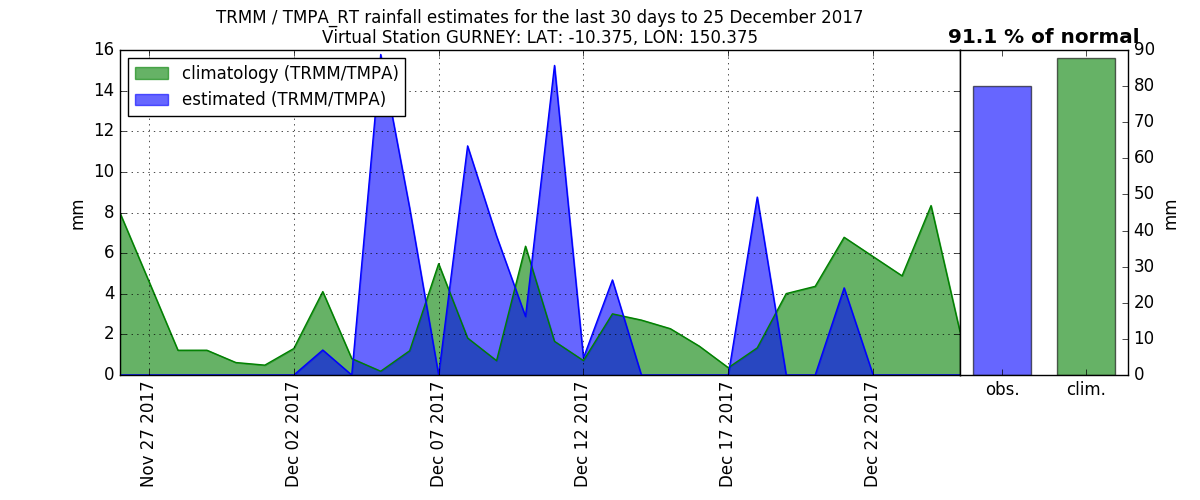 TRMM / TMPA_RT rainfall estimates for the last 30 days to 25 December 2017
Virtual Station GURNEY: LAT: -10.375, LON: 150.375
91.1 % of normal
climatology (TRMM/TMPA)
estimated (TRMM/TMPA)
16
14
12
10
8
6
4
2
0
mm
Nov 27 2017
Dec 02 2017
Dec 07 2017
Dec 12 2017
Dec 17 2017
Dec 22 2017
90
80
70
60
50
40
30
20
10
0
mm
obs.
clim.